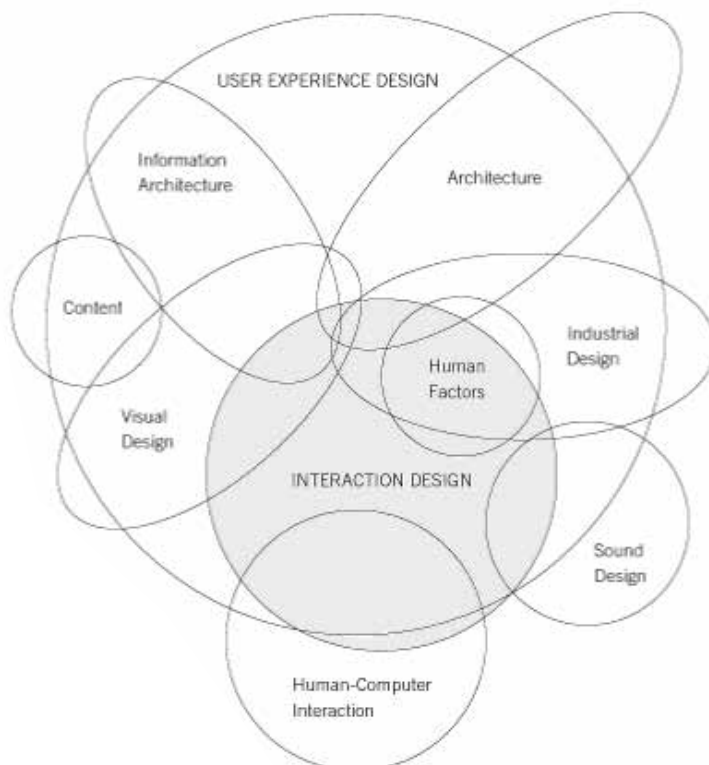 USER EXPERIENCE DESIGN
Information
Architecture
Architecture
Content
Industrial
Design
Human
Factors
Visual
Design
INTERACTION DESIGN
Sound
Design
Human-Computer
Interaction